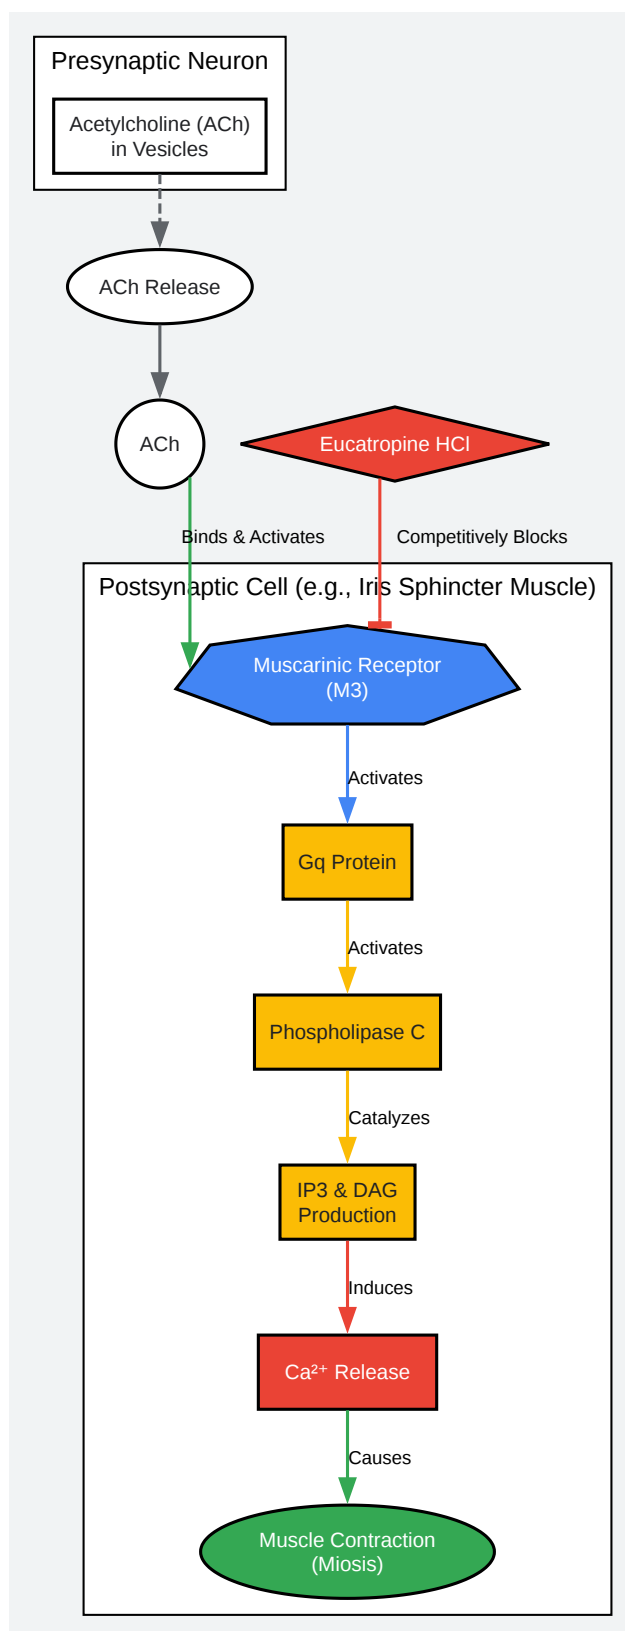 Presynaptic Neuron
Acetylcholine (ACh)
in Vesicles
ACh Release
ACh
Eucatropine HCl
Binds & Activates
Competitively Blocks
Postsynaptic Cell (e.g., Iris Sphincter Muscle)
Muscarinic Receptor
(M3)
Activates
Gq Protein
Activates
Phospholipase C
Catalyzes
IP3 & DAG
Production
Induces
Ca²⁺ Release
Causes
Muscle Contraction
(Miosis)